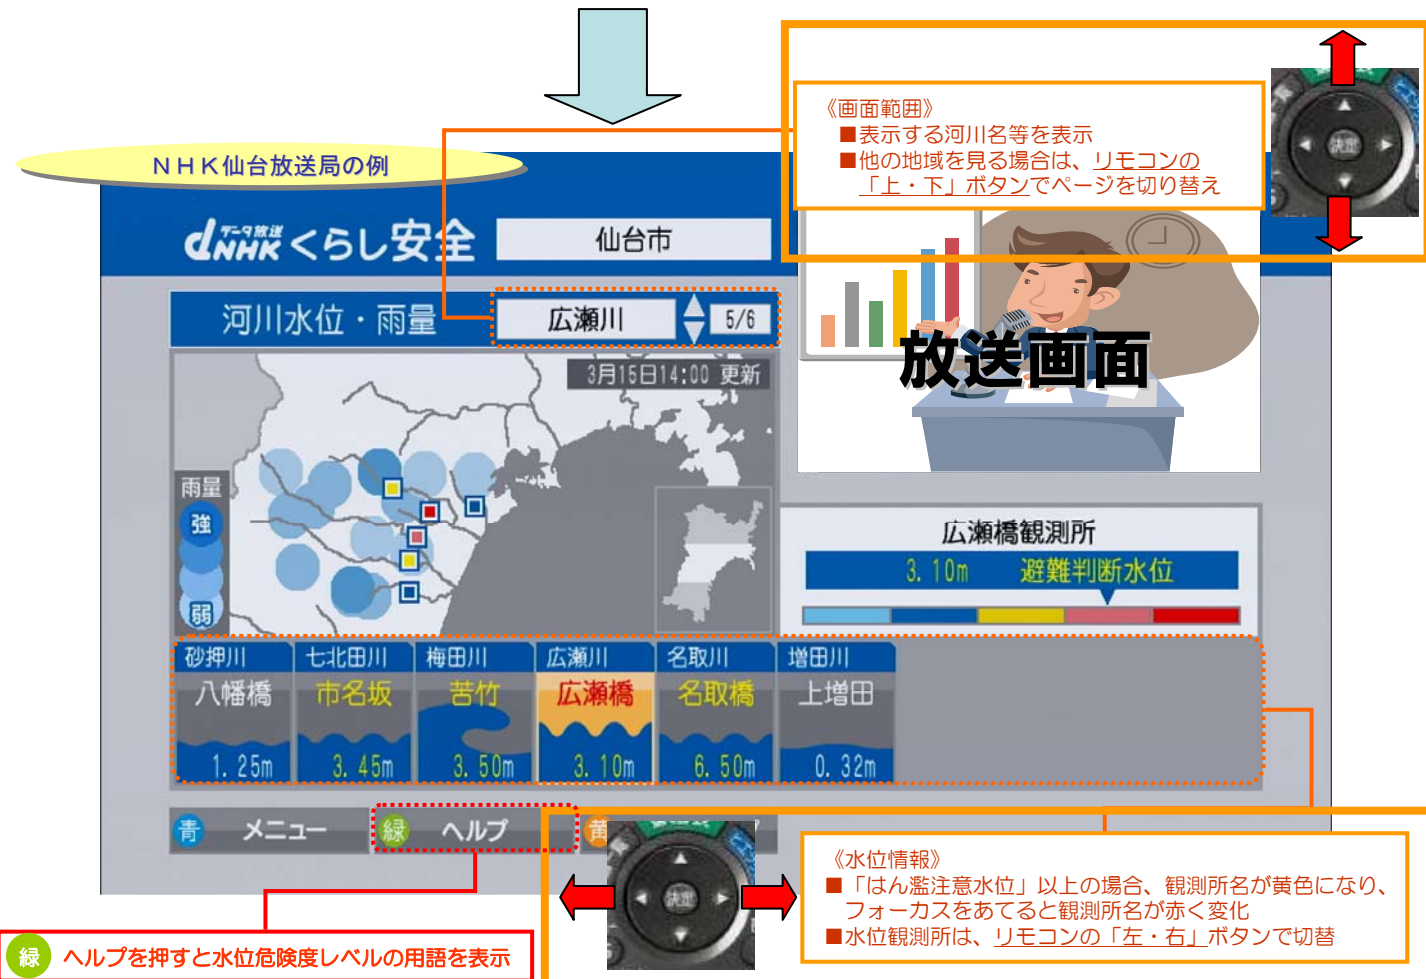 《画面範囲》
■表示する河川名等を表示
■他の地域を見る場合は、リモコンの
「上・下」ボタンでページを切り替え
決定
NHK仙台放送局の例
データ放送
dNHK くらし安全
仙台市
河川水位・雨量
広瀬川
5/6
3月15日14:00 更新
放送画面
雨量
強
弱
広瀬橋観測所
3.10m 避難判断水位
砂押川 七北田川 梅田川 広瀬川 名取川 増田川
八幡橋 市名坂 苦竹 広瀬橋 名取橋 上増田
1.25m 3.45m 3.50m 3.10m 6.50m 0.32m
青 メニュー 緑 ヘルプ 黄
決定
《水位情報》
■「はん濫注意水位」以上の場合、観測所名が黄色になり、
フォーカスをあてると観測所名が赤く変化
■水位観測所は、リモコンの「左・右」ボタンで切替
緑 ヘルプを押すと水位危険度レベルの用語を表示